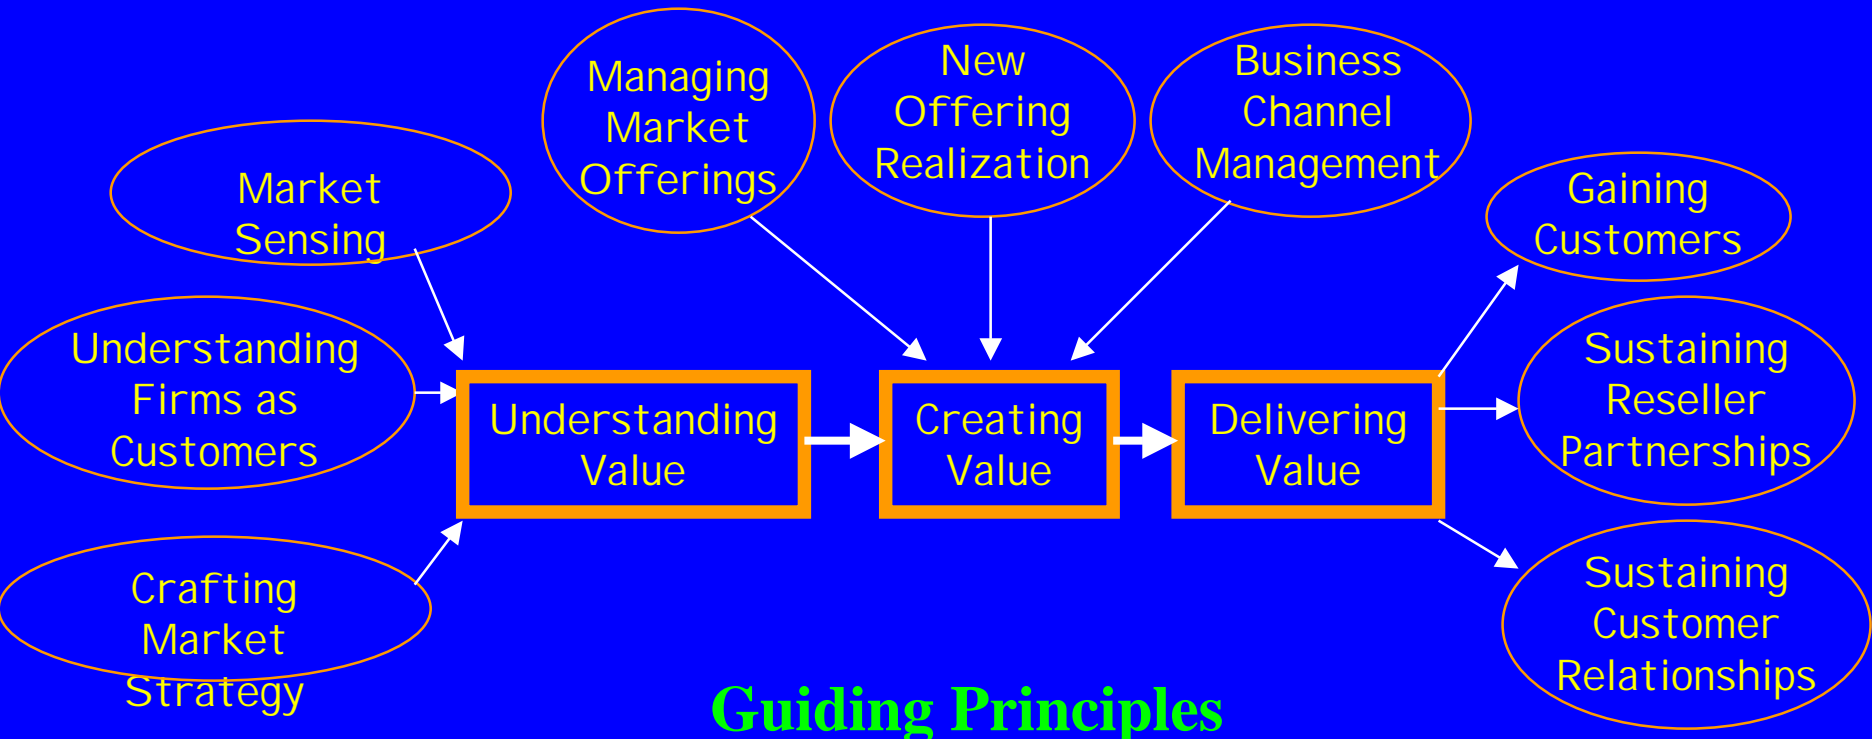 Managing
Market
Offerings
New
Offering
Realization
Business
Channel
Management
Market
Sensing
Gaining
Customers
Understanding
Firms as
Customers
Sustaining
Reseller
Partnerships
Understanding
Value
Creating
Value
Delivering
Value
Crafting
Market
Strategy
Sustaining
Customer
Relationships
Guiding Principles